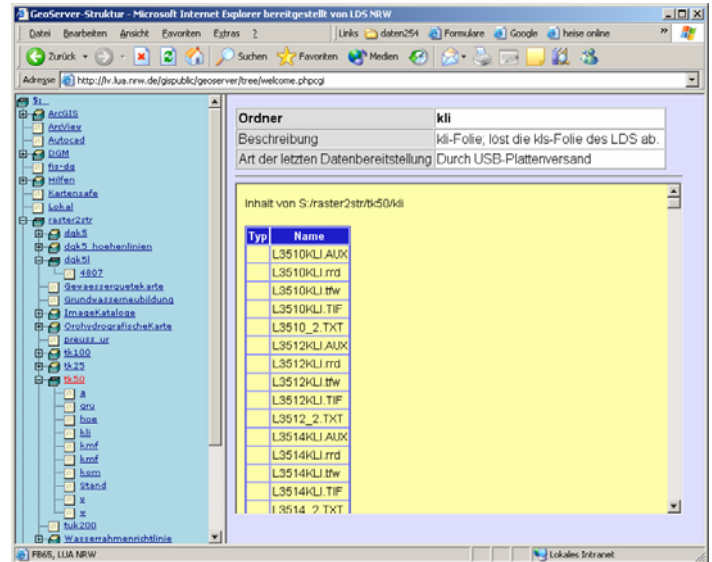 GeoServer-Struktur - Microsoft Internet Explorer bereitgestellt von LDS NRW
Datei Bearbeiten Ansicht Favoriten Extras ? Links daten254 Formulare Google heise online »
Zurück Suchen Favoriten Medien
Adresse http://lv.lua.nrw.de/gispublic/geoserver/tree/welcome.phpcgi
S:
ArcGIS
ArcView
Autocad
DGM
fis-da
Hilfen
Kartensafe
Lokal
raster2str
dgk5
dgk5_hoehenlinien
dgk5l
4807
Gewaesserguetekarte
Grundwasserneubildung
ImageKataloge
OrohydrografischeKarte
preuss_ur
tk100
tk25
tk50
a
gru
hoe
kli
kmf
kmf
kom
Stand
x
x
tuk200
Wasserrahmenrichtlinie
Ordner kli
Beschreibung kli-Folie; löst die kls-Folie des LDS ab.
Art der letzten Datenbereitstellung Durch USB-Plattenversand
Inhalt von S:/raster2str/tk50/kli
Typ Name
L3510KLI.AUX
L3510KLI.rrd
L3510KLI.tfw
L3510KLI.TIF
L3510_2.TXT
L3512KLI.AUX
L3512KLI.rrd
L3512KLI.tfw
L3512KLI.TIF
L3512_2.TXT
L3514KLI.AUX
L3514KLI.rrd
L3514KLI.tfw
L3514KLI.TIF
L3514_2.TXT
FB65, LUA NRW Lokales Intranet